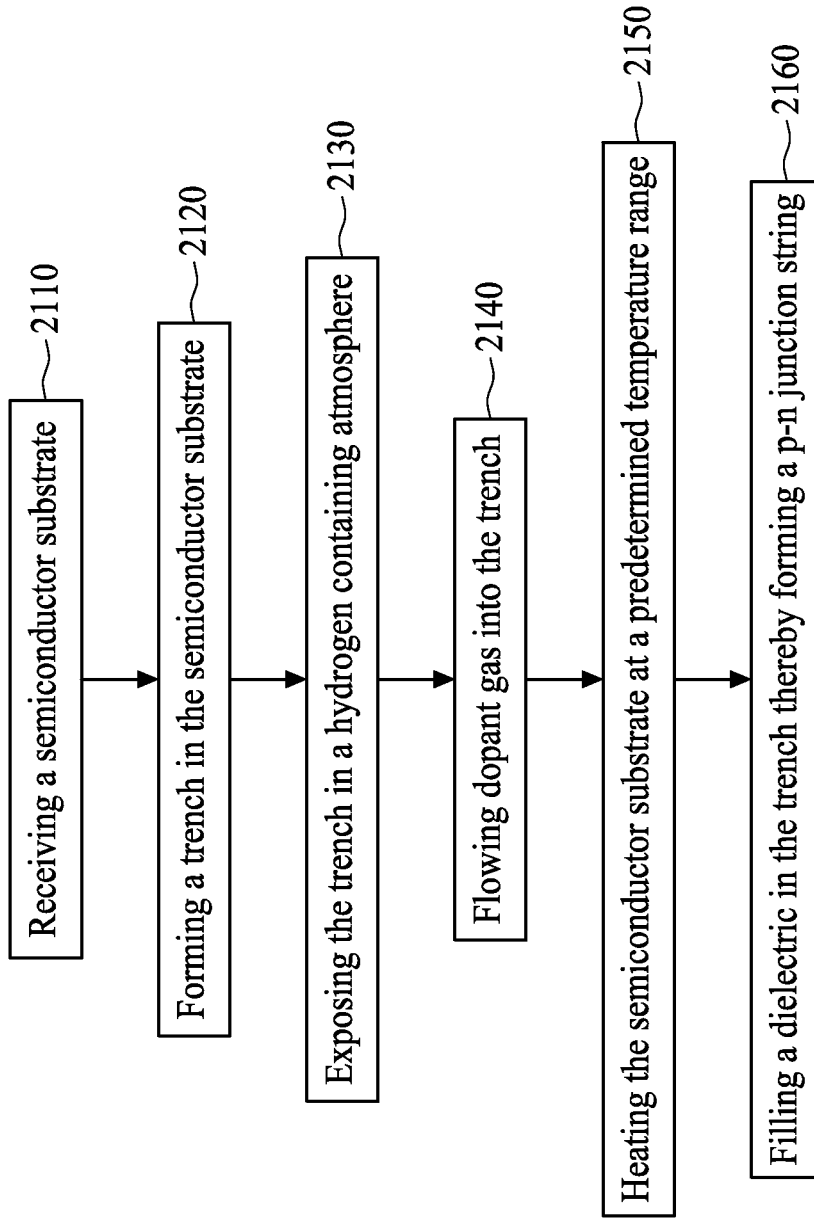 Receiving a semiconductor substrate
2110
Forming a trench in the semiconductor substrate
2120
Exposing the trench in a hydrogen containing atmosphere
2130
Flowing dopant gas into the trench
2140
Heating the semiconductor substrate at a predetermined temperature range
2150
Filling a dielectric in the trench thereby forming a p-n junction string
2160